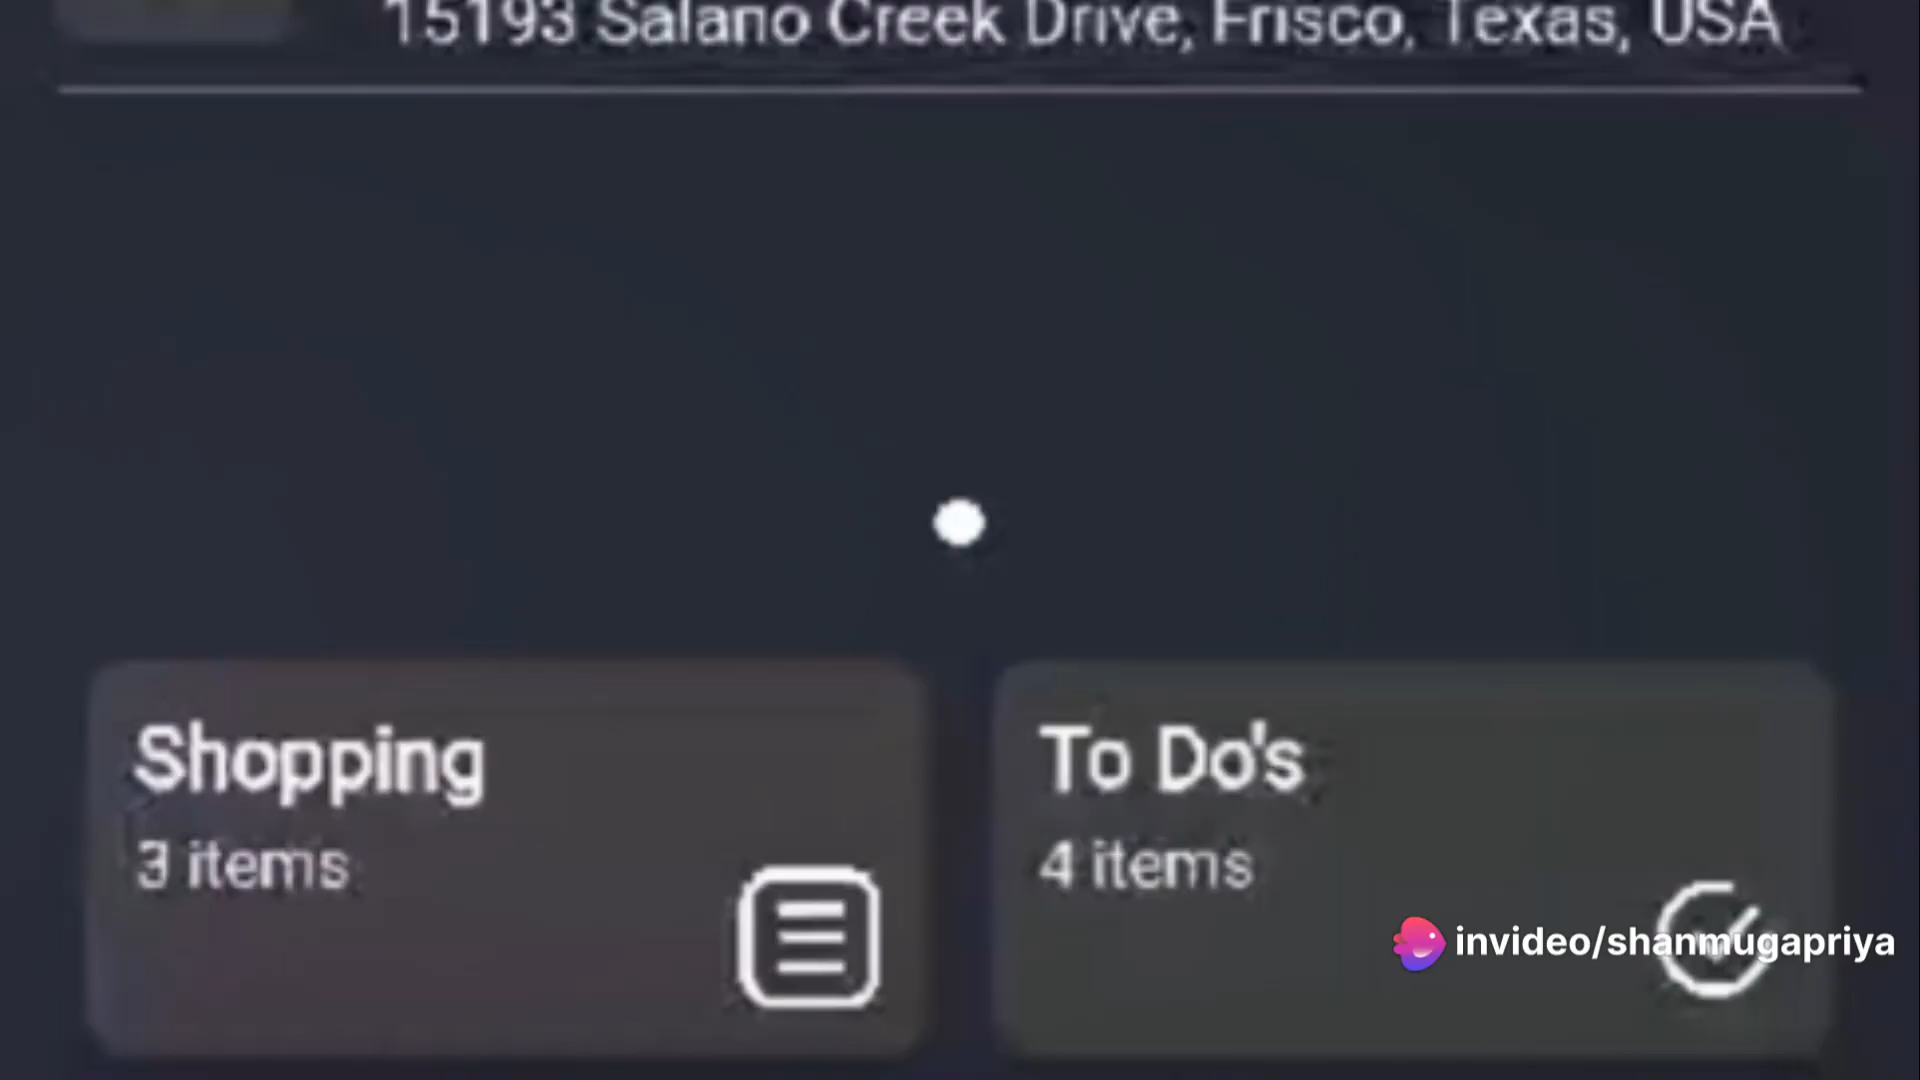 15193 Salano Creek Drive, Frisco, Texas, USA
Shopping
3 items
To Do's
4 items
invideo/shanmugapriya